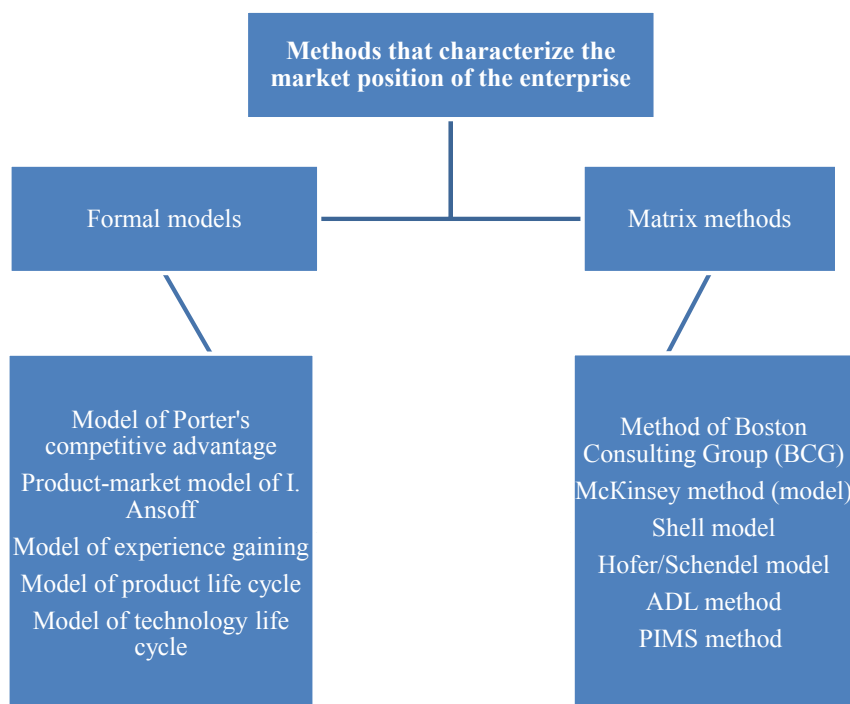 Methods that characterize the
market position of the enterprise
Formal models
Matrix methods
Model of Porter's
competitive advantage
Product-market model of I.
Ansoff
Model of experience gaining
Model of product life cycle
Model of technology life
cycle
Method of Boston
Consulting Group (BCG)
McKinsey method (model)
Shell model
Hofer/Schendel model
ADL method
PIMS method